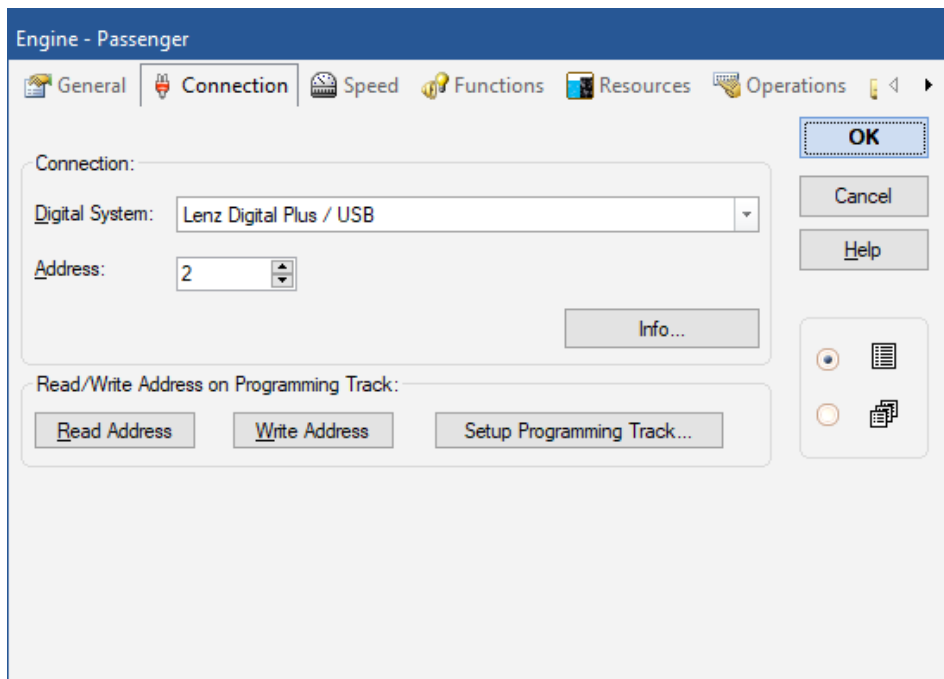 Engine - Passenger
General Connection Speed Functions Resources Operations
OK
Connection:
Cancel
Digital System: Lenz Digital Plus / USB
Help
Address: 2
Info...
Read/Write Address on Programming Track:
Read Address Write Address Setup Programming Track...